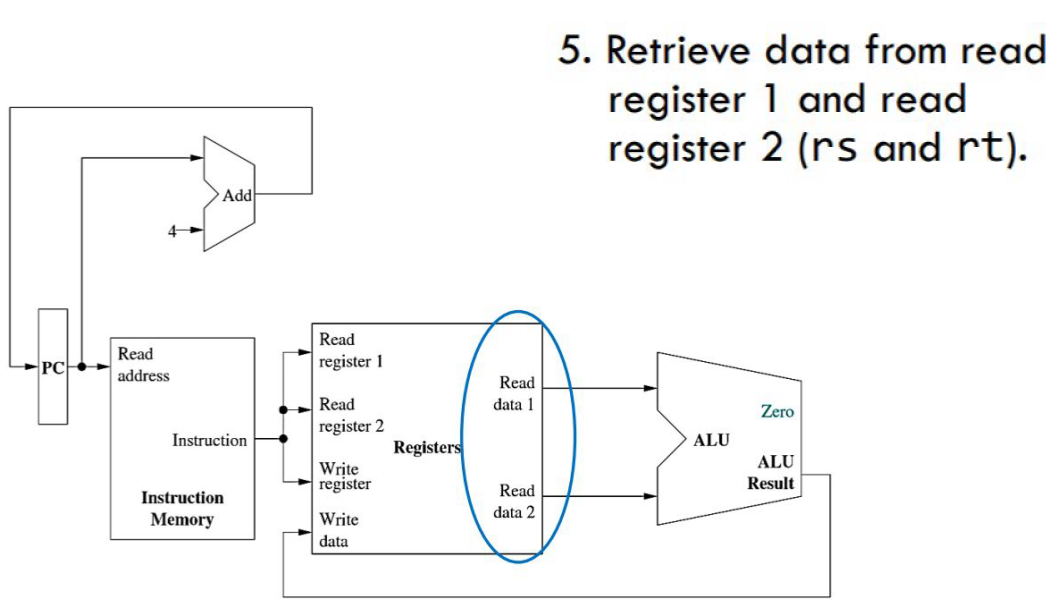 5. Retrieve data from read
register 1 and read
register 2 (rs and rt).
Add
4
PC
Read
address
Instruction
Instruction
Memory
Read
register 1
Read
register 2
Registers
Write
register
Write
data
Read
data 1
Read
data 2
Zero
ALU
ALU
Result